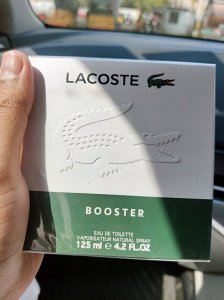 LACOSTE
BOOSTER
EAU DE TOILETTE
VAPORISATEUR NATURAL SPRAY
125 ml e 4.2 FL.OZ